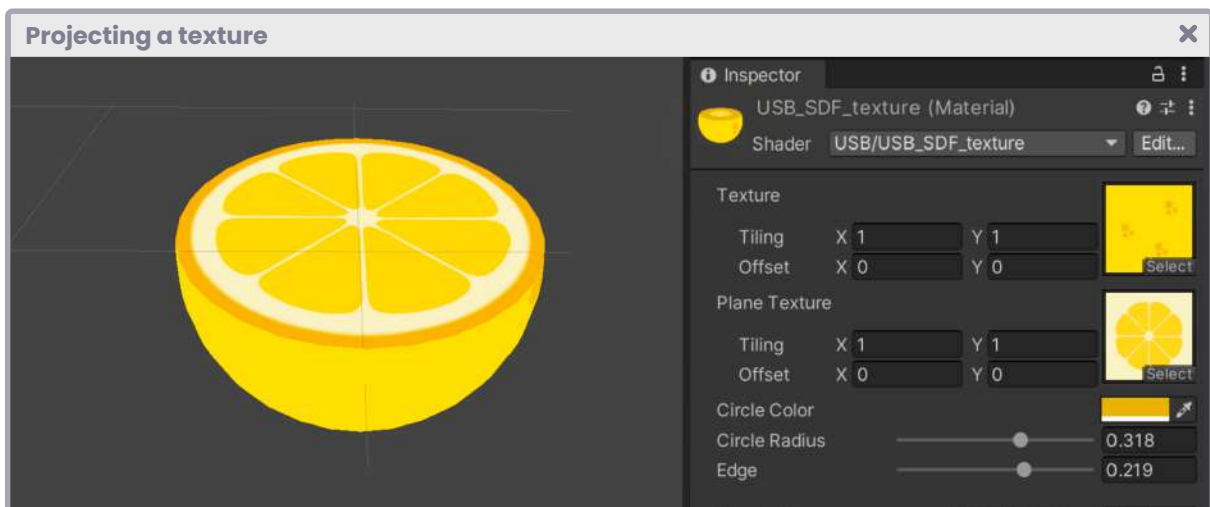 Projecting a texture
Inspector
USB_SDF_texture (Material)
Shader USB/USB_SDF_texture Edit...
Texture
Tiling X 1 Y 1
Offset X 0 Y 0 Select
Plane Texture
Tiling X 1 Y 1
Offset X 0 Y 0 Select
Circle Color
Circle Radius 0.318
Edge 0.219